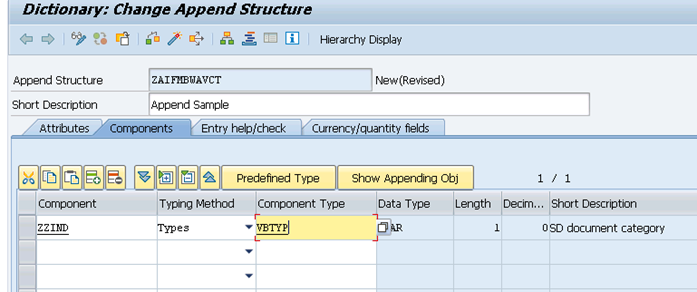 Dictionary: Change Append Structure
Hierarchy Display
Append Structure ZAIFMBWAVCT New(Revised)
Short Description Append Sample
Attributes Components Entry help/check Currency/quantity fields
Predefined Type Show Appending Obj 1 / 1
Component Typing Method Component Type Data Type Length Decim... Short Description
ZZIND Types VBTYP AR 1 0 SD document category